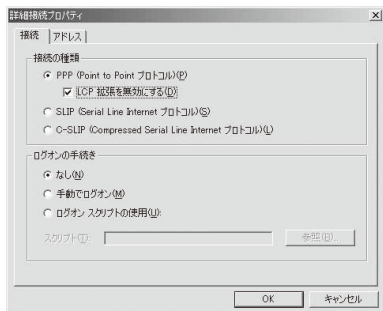 詳細接続プロパティ
接続 アドレス
接続の種類
PPP (Point to Point プロトコル)(P)
LCP 拡張を無効にする(D)
SLIP (Serial Line Internet プロトコル)(S)
C-SLIP (Compressed Serial Line Internet プロトコル)(L)
ログオンの手続き
なし(N)
手動でログオン(M)
ログオン スクリプトの使用(U):
スクリプト(T): 参照(R)...
OK キャンセル